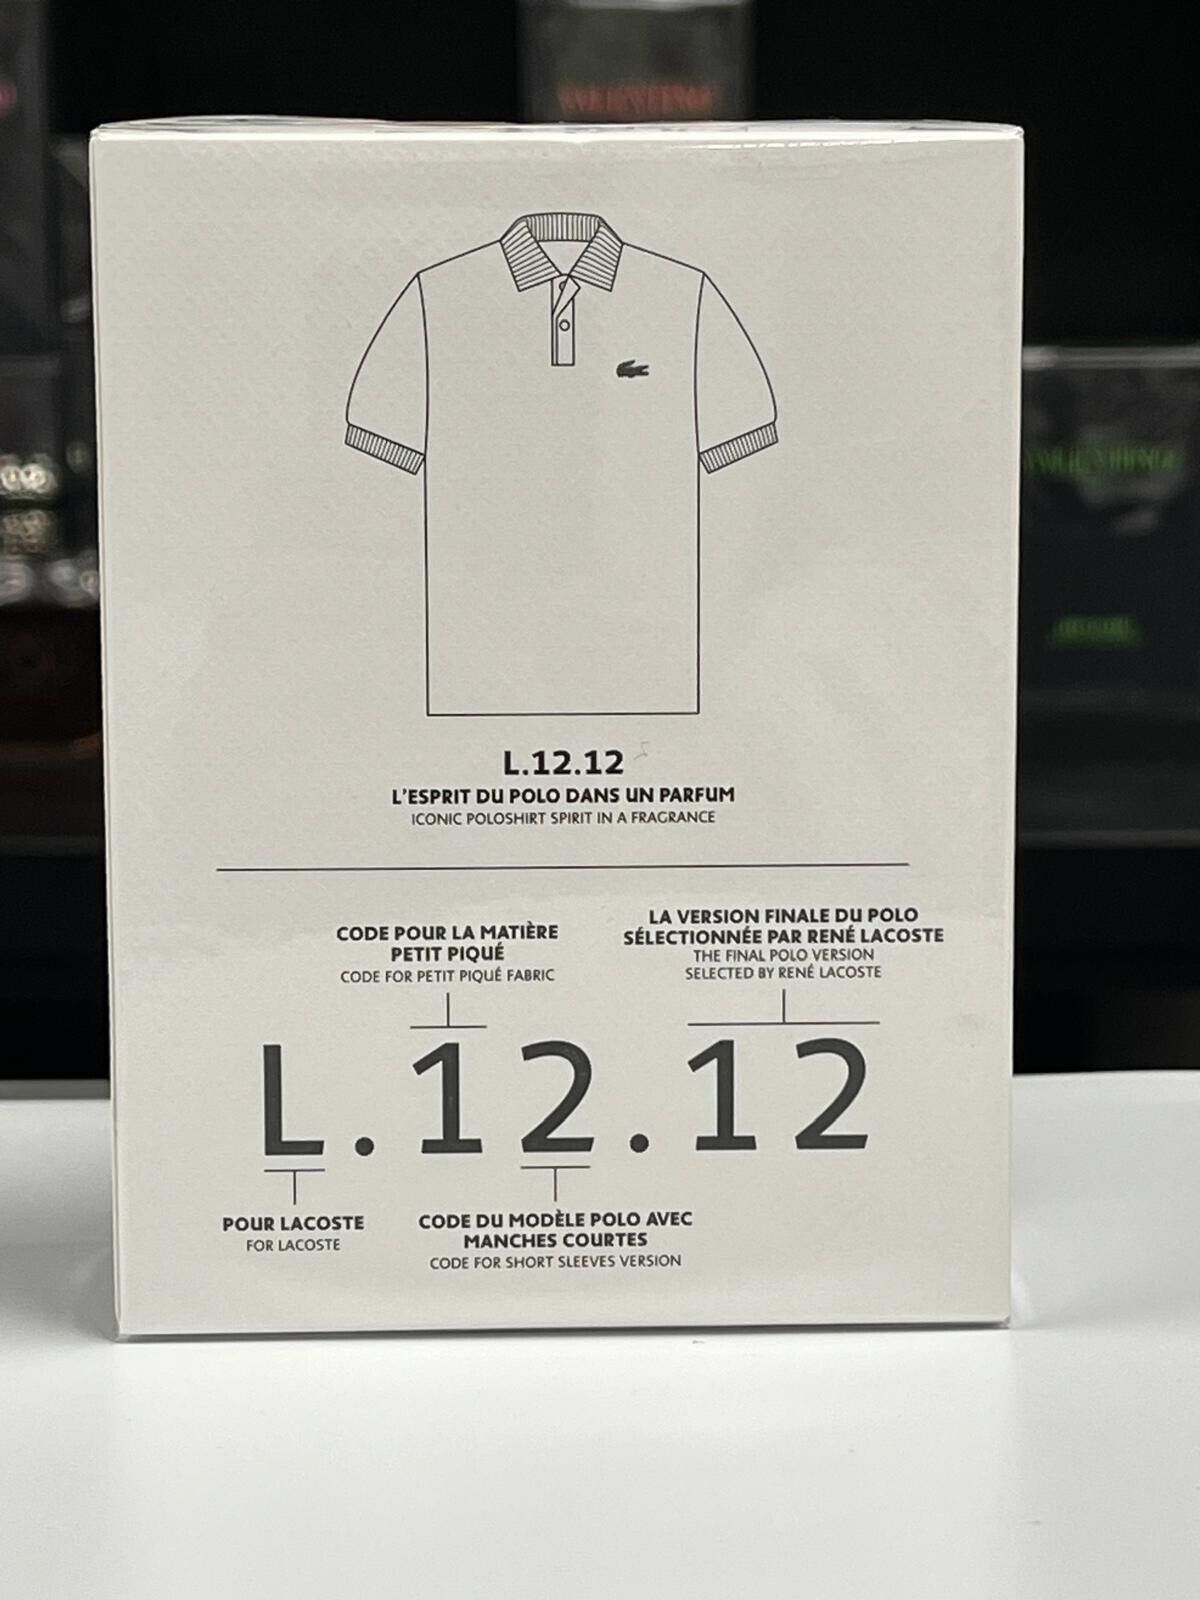 VALENTINO
L.12.12
L'ESPRIT DU POLO DANS UN PARFUM
ICONIC POLOSHIRT SPIRIT IN A FRAGRANCE
CODE POUR LA MATIÈRE
PETIT PIQUÉ
CODE FOR PETIT PIQUÉ FABRIC
LA VERSION FINALE DU POLO
SÉLECTIONNÉE PAR RENÉ LACOSTE
THE FINAL POLO VERSION
SELECTED BY RENÉ LACOSTE
L.12.12
POUR LACOSTE
FOR LACOSTE
CODE DU MODÈLE POLO AVEC
MANCHES COURTES
CODE FOR SHORT SLEEVES VERSION